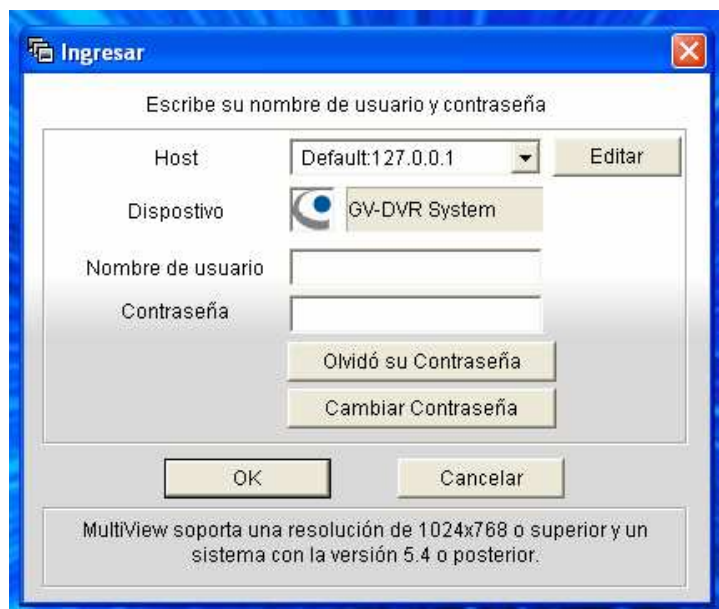 Ingresar
Escribe su nombre de usuario y contraseña
Host
Default:127.0.0.1
Editar
Dispostivo
GV-DVR System
Nombre de usuario
Contraseña
Olvidó su Contraseña
Cambiar Contraseña
OK
Cancelar
MultiView soporta una resolución de 1024x768 o superior y un
sistema con la versión 5.4 o posterior.